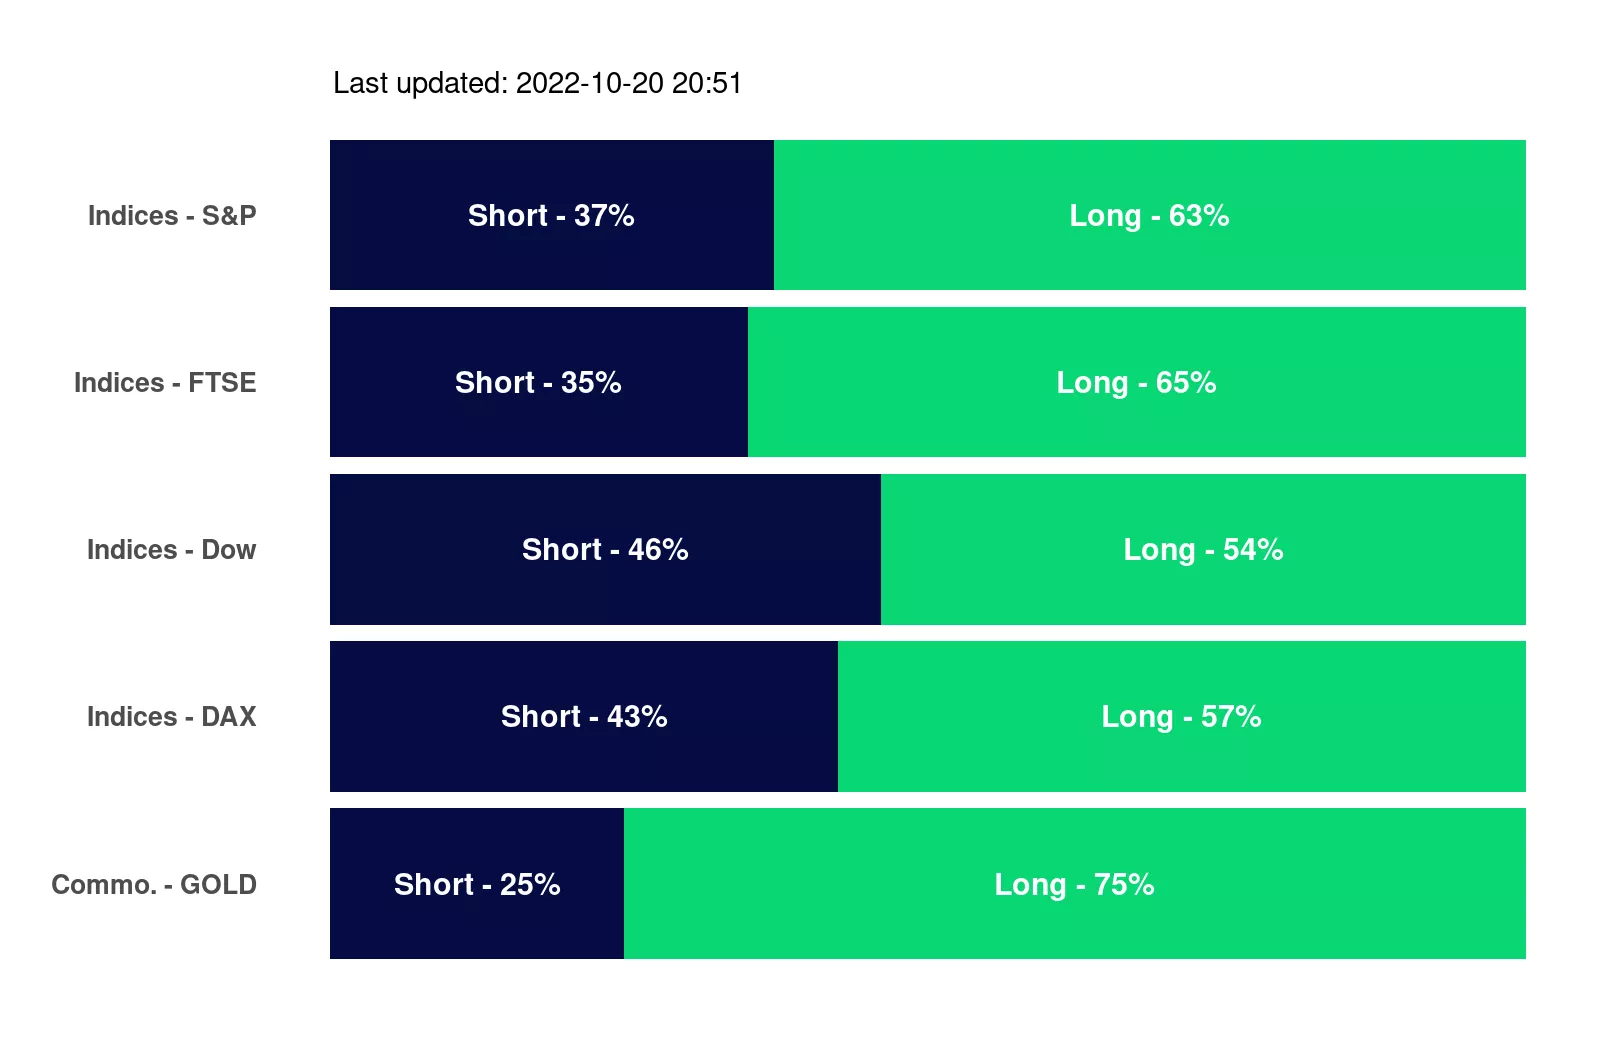 Last updated: 2022-10-20 20:51
Indices - S&P Short - 37% Long - 63%
Indices - FTSE Short - 35% Long - 65%
Indices - Dow Short - 46% Long - 54%
Indices - DAX Short - 43% Long - 57%
Commo. - GOLD Short - 25% Long - 75%